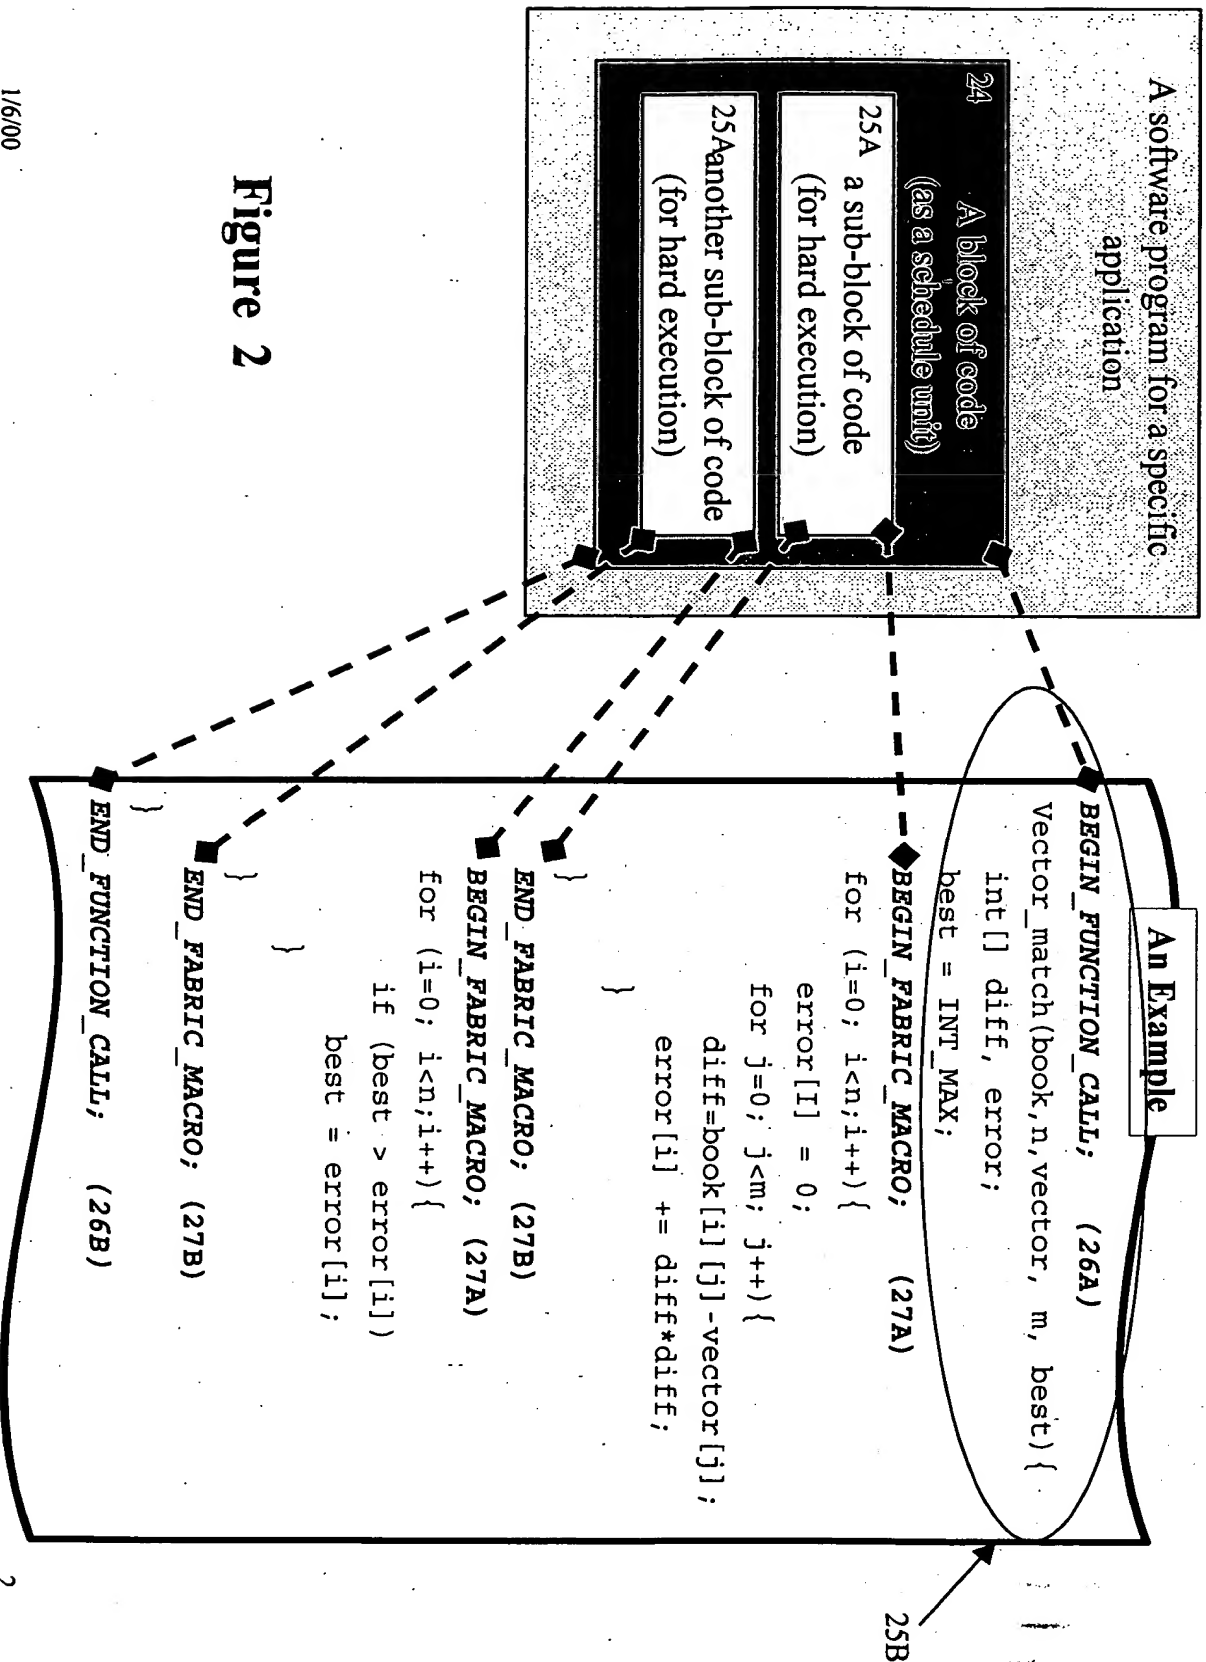 A software program for a specific
application
24 A block of code
(as a schedule unit)
25A a sub-block of code
(for hard execution)
25Aanother sub-block of code
(for hard execution)
An Example
BEGIN_FUNCTION_CALL; (26A)
Vector_match(book,n,vector, m, best){
int[] diff, error;
best = INT_MAX;
BEGIN_FABRIC_MACRO; (27A)
for (i=0; i<n;i++){
error[I] = 0;
for j=0; j<m; j++){
diff=book[i][j]-vector[j];
error[i] += diff*diff;
}
}
END_FABRIC_MACRO; (27B)
BEGIN_FABRIC_MACRO; (27A)
for (i=0; i<n;i++){
if (best > error[i])
best = error[i];
}
}
END_FABRIC_MACRO; (27B)
}
END_FUNCTION_CALL; (26B)
25B
Figure 2
1/6/00
2